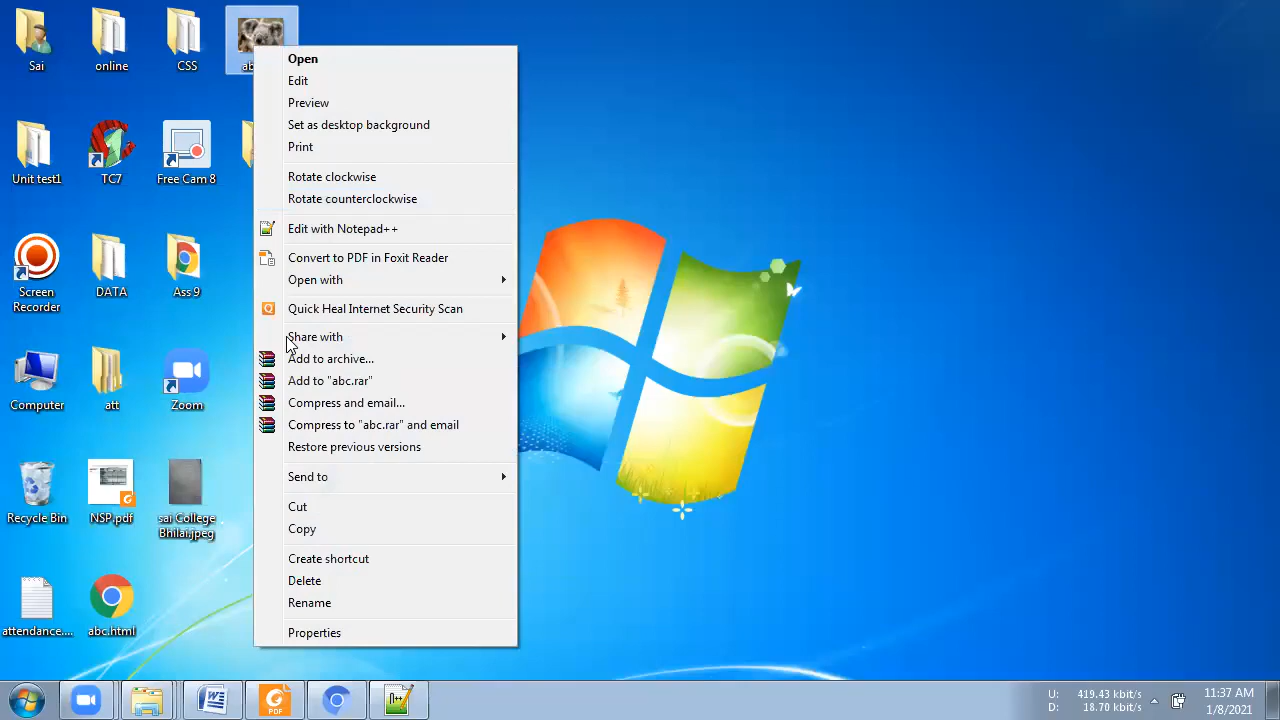 Sai
online
CSS
Unit test1
TC7
Free Cam 8
Screen
Recorder
DATA
Ass 9
Computer
att
Zoom
Recycle Bin
NSP.pdf
sai College
Bhilai.jpeg
attendance....
abc.html
Open
Edit
Preview
Set as desktop background
Print
Rotate clockwise
Rotate counterclockwise
Edit with Notepad++
Convert to PDF in Foxit Reader
Open with
Quick Heal Internet Security Scan
Share with
Add to archive...
Add to "abc.rar"
Compress and email...
Compress to "abc.rar" and email
Restore previous versions
Send to
Cut
Copy
Create shortcut
Delete
Rename
Properties
PDF
U: 419.43 kbit/s
D: 18.70 kbit/s
11:37 AM
1/8/2021